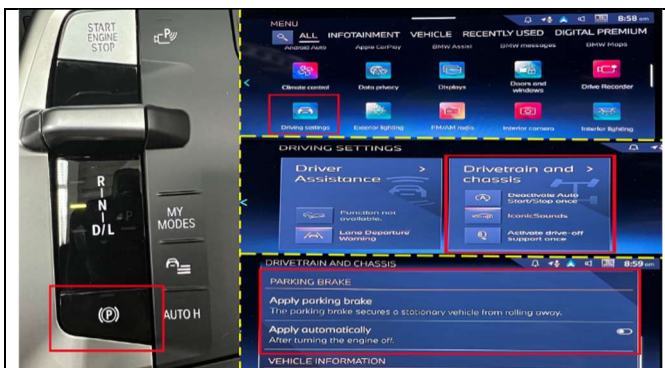 START
ENGINE
STOP
R
N
D/L
MY
MODES
AUTO H
MENU
8:58
ALL INFOTAINMENT VEHICLE RECENTLY USED DIGITAL PREMIUM
Android Auto Apple CarPlay BMW Assist BMW messages BMW Maps
Climate control Data privacy Displays Doors and windows Drive Recorder
Driving settings Exterior lighting FM/AM radio Interior camera Interior lighting
DRIVING SETTINGS
Driver
Assistance
Function not
available.
Lane Departure
Warning
Drivetrain and
chassis
Deactivate Auto
Start/Stop once
IconicSounds
Activate drive-off
support once
DRIVETRAIN AND CHASSIS
8:59
PARKING BRAKE
Apply parking brake
The parking brake secures a stationary vehicle from rolling away.
Apply automatically
After turning the engine off.
VEHICLE INFORMATION